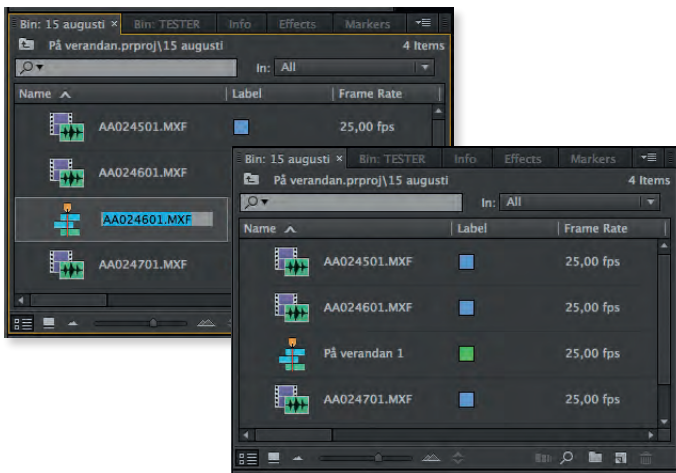 Bin: 15 augusti × Bin: TESTER Info Effects Markers
På verandan.prproj\15 augusti 4 Items
In: All
Name Label Frame Rate
AA024501.MXF 25,00 fps
AA024601.MXF
AA024601.MXF
AA024701.MXF
Bin: 15 augusti × Bin: TESTER Info Effects Markers
På verandan.prproj\15 augusti 4 Items
In: All
Name Label Frame Rate
AA024501.MXF 25,00 fps
AA024601.MXF 25,00 fps
På verandan 1 25,00 fps
AA024701.MXF 25,00 fps